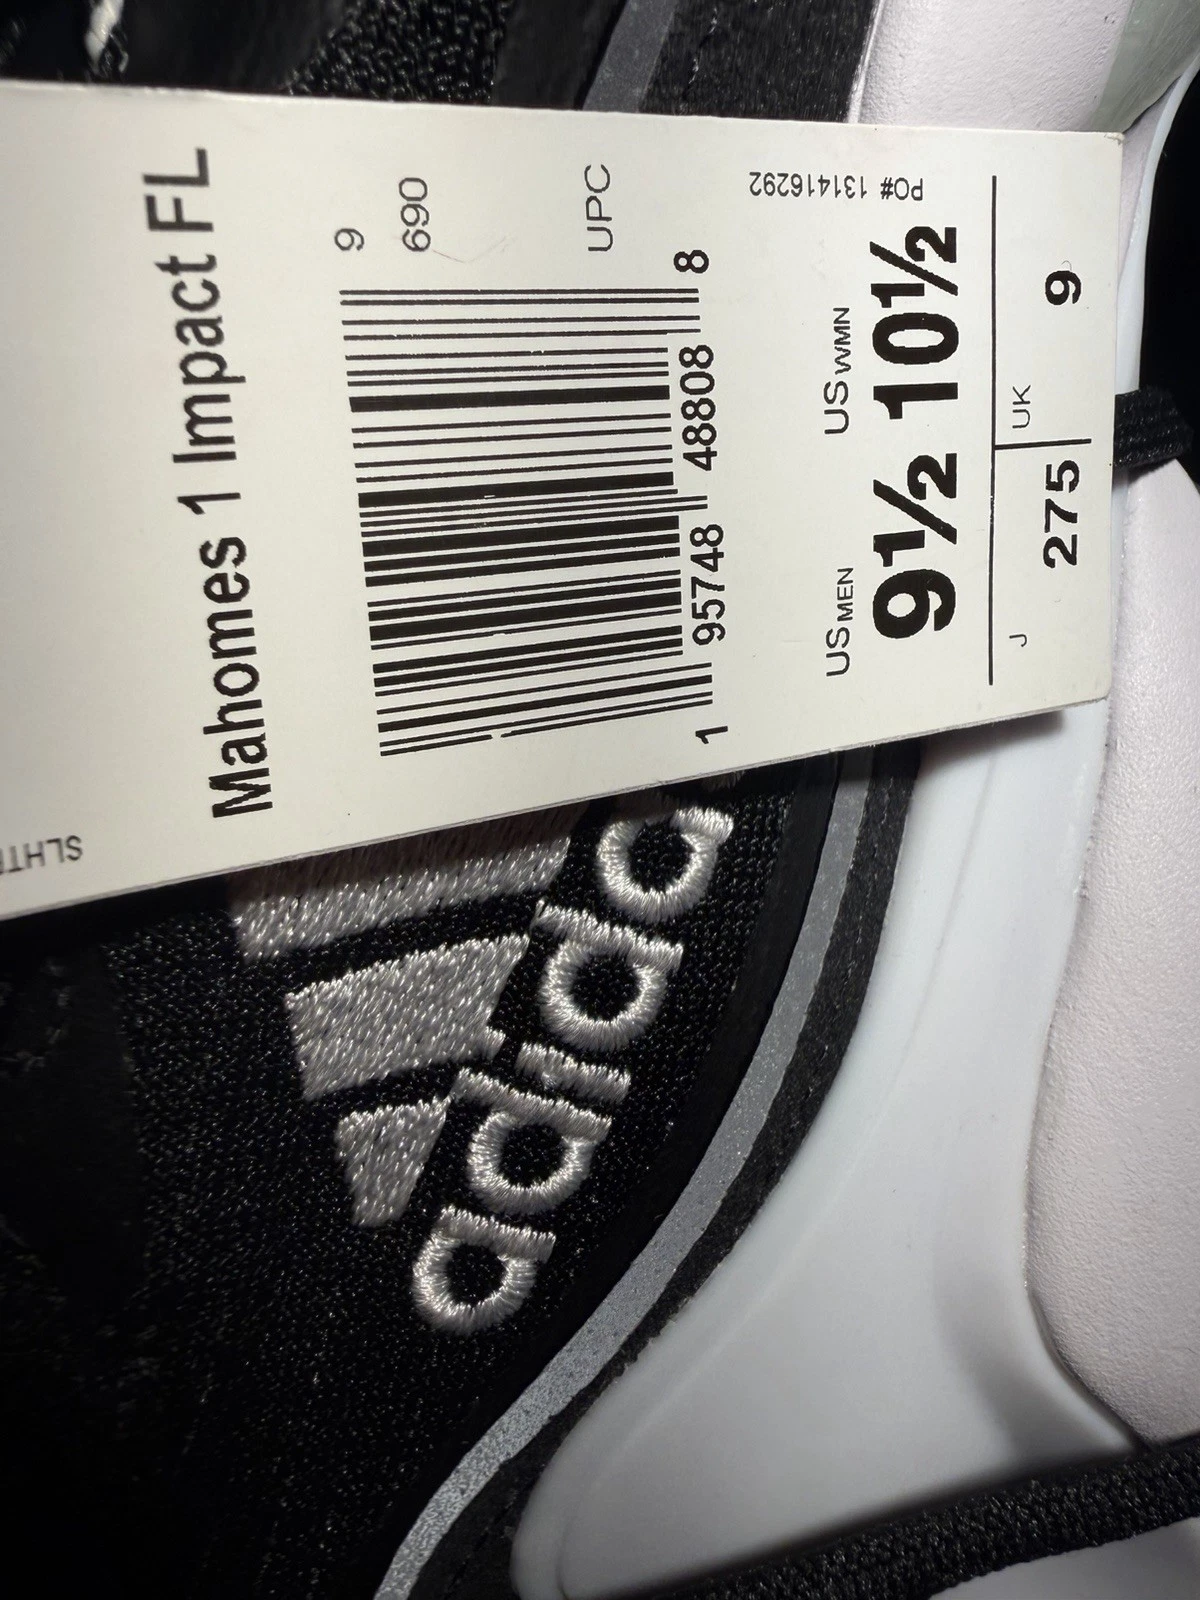 Mahomes 1 Impact FL
9
690
UPC
1 95748 48808 8
PO# 131416292
US MEN US WMN
9½ 10½
J UK
275 9
adidas